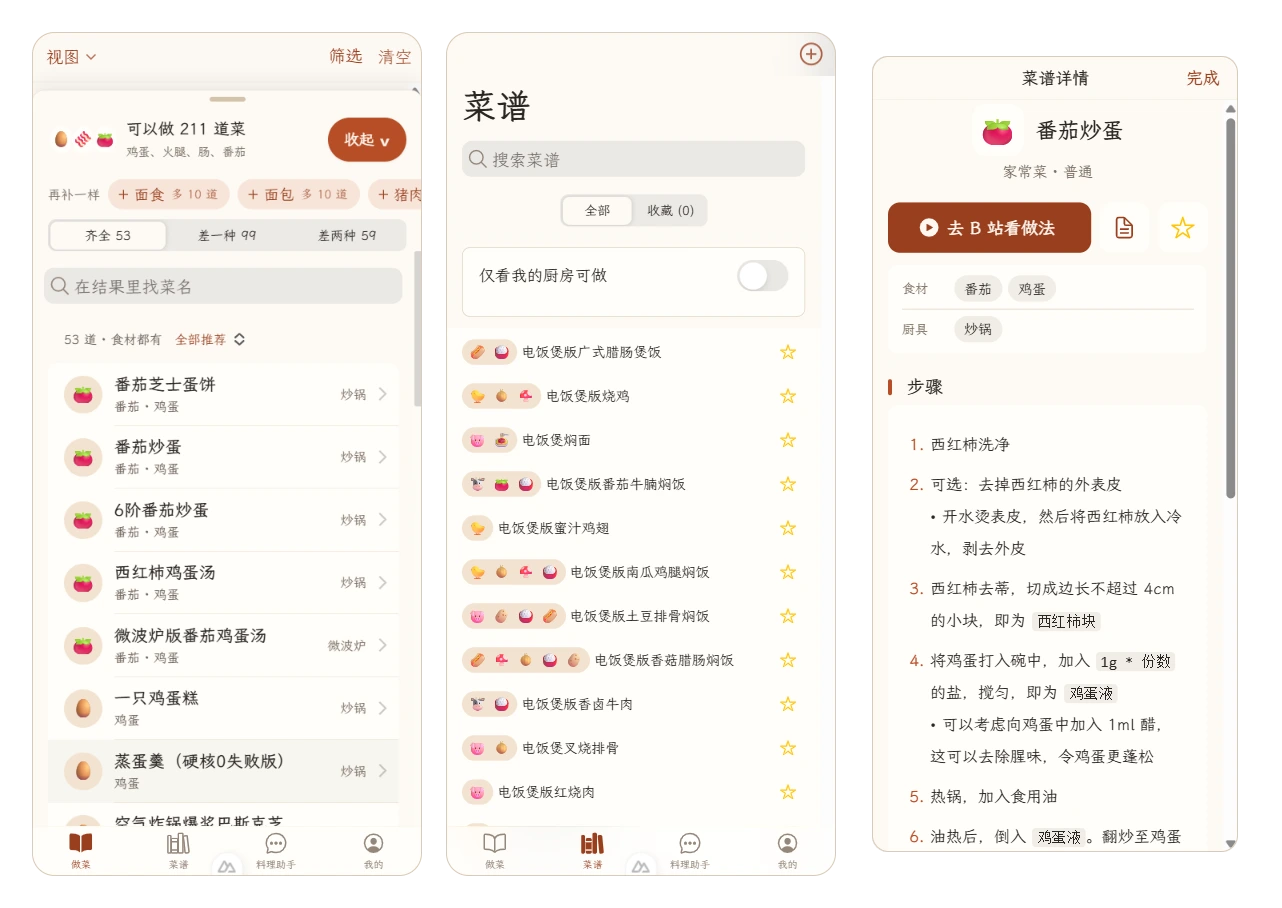 视图
筛选 清空
可以做 211 道菜
鸡蛋、火腿、肠、番茄
收起 v
再补一样 + 面食 多 10 道 + 面包 多 10 道 + 猪肉
齐全 53 差一种 99 差两种 59
在结果里找菜名
53 道·食材都有 全部推荐
番茄芝士蛋饼
番茄·鸡蛋
炒锅
番茄炒蛋
番茄·鸡蛋
炒锅
6阶番茄炒蛋
番茄·鸡蛋
炒锅
西红柿鸡蛋汤
番茄·鸡蛋
炒锅
微波炉版番茄鸡蛋汤
番茄·鸡蛋
微波炉
一只鸡蛋糕
鸡蛋
炒锅
蒸蛋羹（硬核0失败版）
鸡蛋
炒锅
空气炸锅爆浆巴斯克芝
做菜 菜谱 料理助手 我的
菜谱
搜索菜谱
全部 收藏 (0)
仅看我的厨房可做
电饭煲版广式腊肠煲饭
电饭煲版烧鸡
电饭煲焖面
电饭煲版番茄牛腩焖饭
电饭煲版蜜汁鸡翅
电饭煲版南瓜鸡腿焖饭
电饭煲版土豆排骨焖饭
电饭煲版香菇腊肠焖饭
电饭煲版香卤牛肉
电饭煲叉烧排骨
电饭煲版红烧肉
做菜 菜谱 料理助手 我的
菜谱详情 完成
番茄炒蛋
家常菜·普通
去 B 站看做法
食材 番茄 鸡蛋
厨具 炒锅
步骤
1. 西红柿洗净
2. 可选：去掉西红柿的外表皮
• 开水烫表皮，然后将西红柿放入冷
水，剥去外皮
3. 西红柿去蒂，切成边长不超过 4cm
的小块，即为 西红柿块
4. 将鸡蛋打入碗中，加入 1g * 份数
的盐，搅匀，即为 鸡蛋液
• 可以考虑向鸡蛋中加入 1ml 醋，
这可以去除腥味，令鸡蛋更蓬松
5. 热锅，加入食用油
6. 油热后，倒入 鸡蛋液 。翻炒至鸡蛋